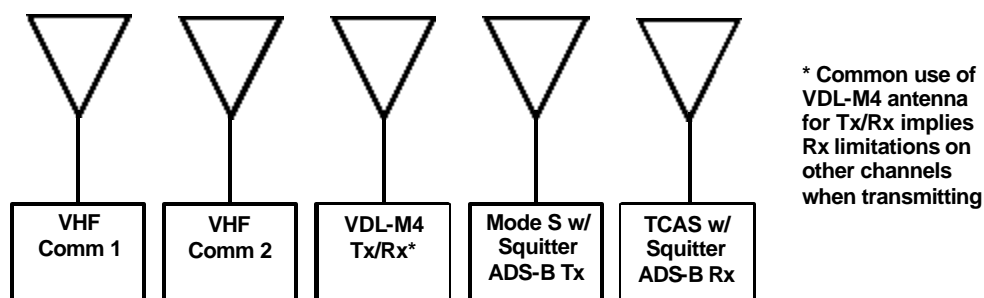 VHF
Comm 1
VHF
Comm 2
VDL-M4
Tx/Rx*
Mode S w/
Squitter
ADS-B Tx
TCAS w/
Squitter
ADS-B Rx
* Common use of
VDL-M4 antenna
for Tx/Rx implies
Rx limitations on
other channels
when transmitting